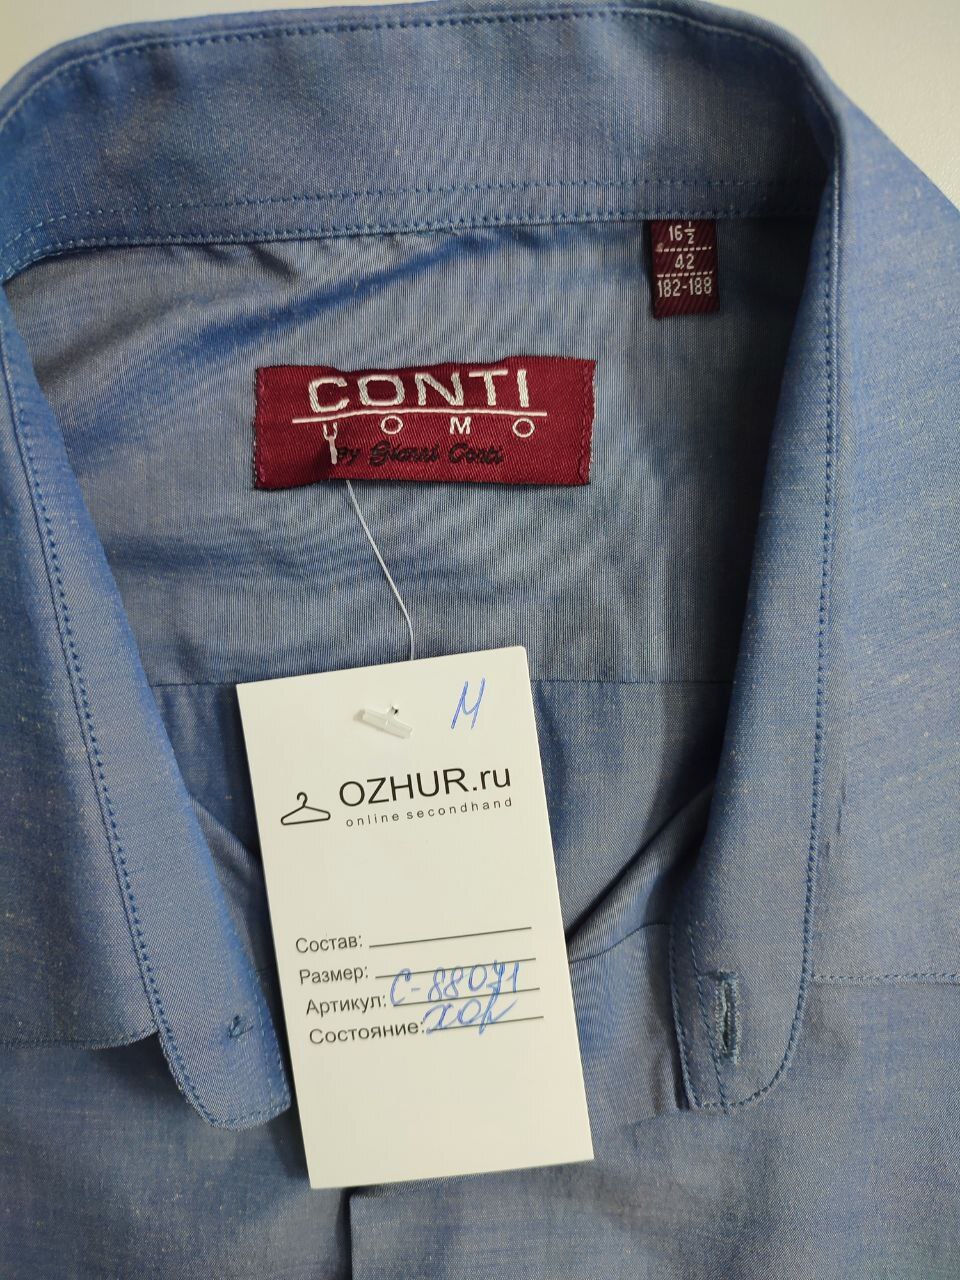 16½
42
182-188
CONTI
UOMO
by Gianni Conti
М
OZHUR.ru
online secondhand
Состав:
Размер:
Артикул: С-88071
Состояние: хор